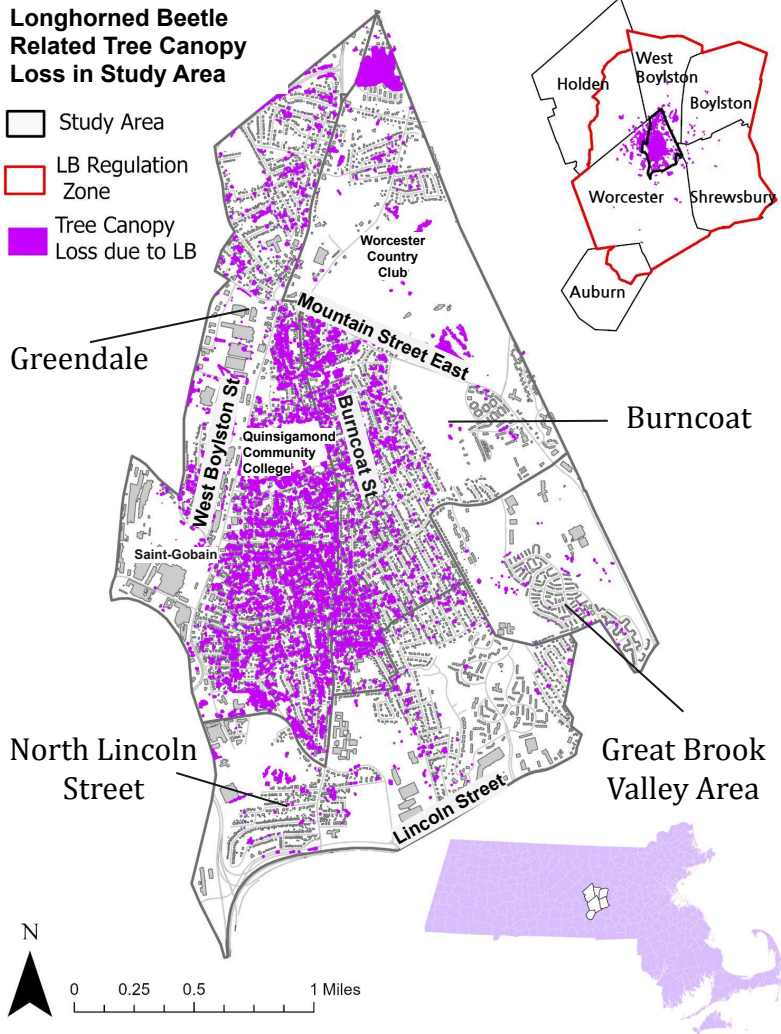 Longhorned Beetle
Related Tree Canopy
Loss in Study Area
Study Area
LB Regulation
Zone
Tree Canopy
Loss due to LB
Holden
West
Boylston
Boylston
Worcester
Shrewsbury
Auburn
Worcester
Country
Club
Mountain Street East
Greendale
West Boylston St
Burncoat St
Burncoat
Quinsigamond
Community
College
Saint-Gobain
North Lincoln
Street
Great Brook
Valley Area
Lincoln Street
N
0 0.25 0.5 1 Miles